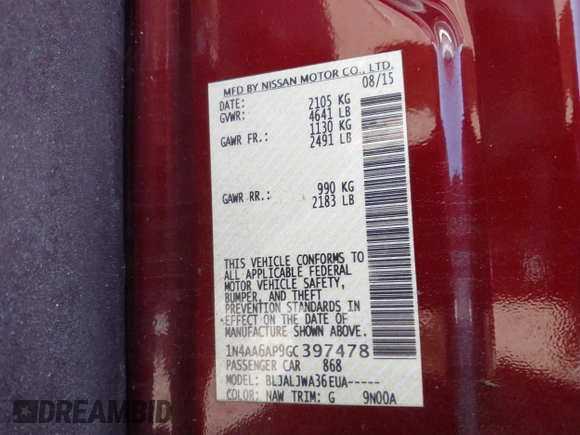 MFD BY NISSAN MOTOR CO., LTD.
08/15
DATE:
GVWR: 2105 KG
4641 LB
GAWR FR.: 1130 KG
2491 LB
GAWR RR.: 990 KG
2183 LB
THIS VEHICLE CONFORMS TO
ALL APPLICABLE FEDERAL
MOTOR VEHICLE SAFETY,
BUMPER, AND THEFT
PREVENTION STANDARDS IN
EFFECT ON THE DATE OF
MANUFACTURE SHOWN ABOVE.
1N4AA6AP9GC397478
PASSENGER CAR 868
MODEL: BLJALJWA36EUA-----
COLOR: NAW TRIM: G 9N00A
READYAUTOBID